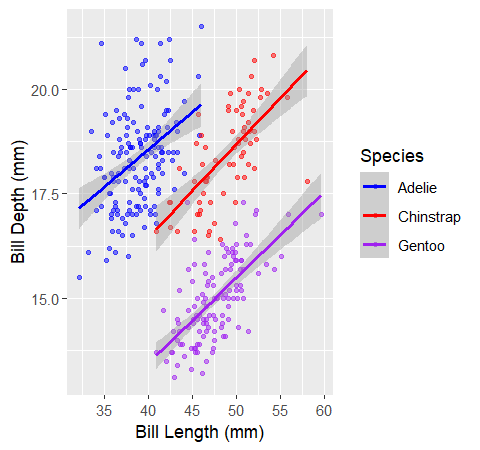 20.0
17.5
15.0
Bill Depth (mm)
35
40
45
50
55
60
Bill Length (mm)
Species
Adelie
Chinstrap
Gentoo